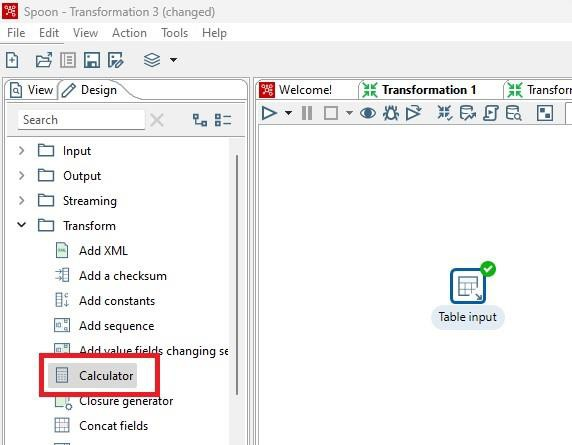 Spoon - Transformation 3 (changed)
File Edit View Action Tools Help
View Design
Welcome! Transformation 1 Transform
Search
Input
Output
Streaming
Transform
Add XML
Add a checksum
Add constants
Add sequence
Add value fields changing se
Calculator
Closure generator
Concat fields
Table input